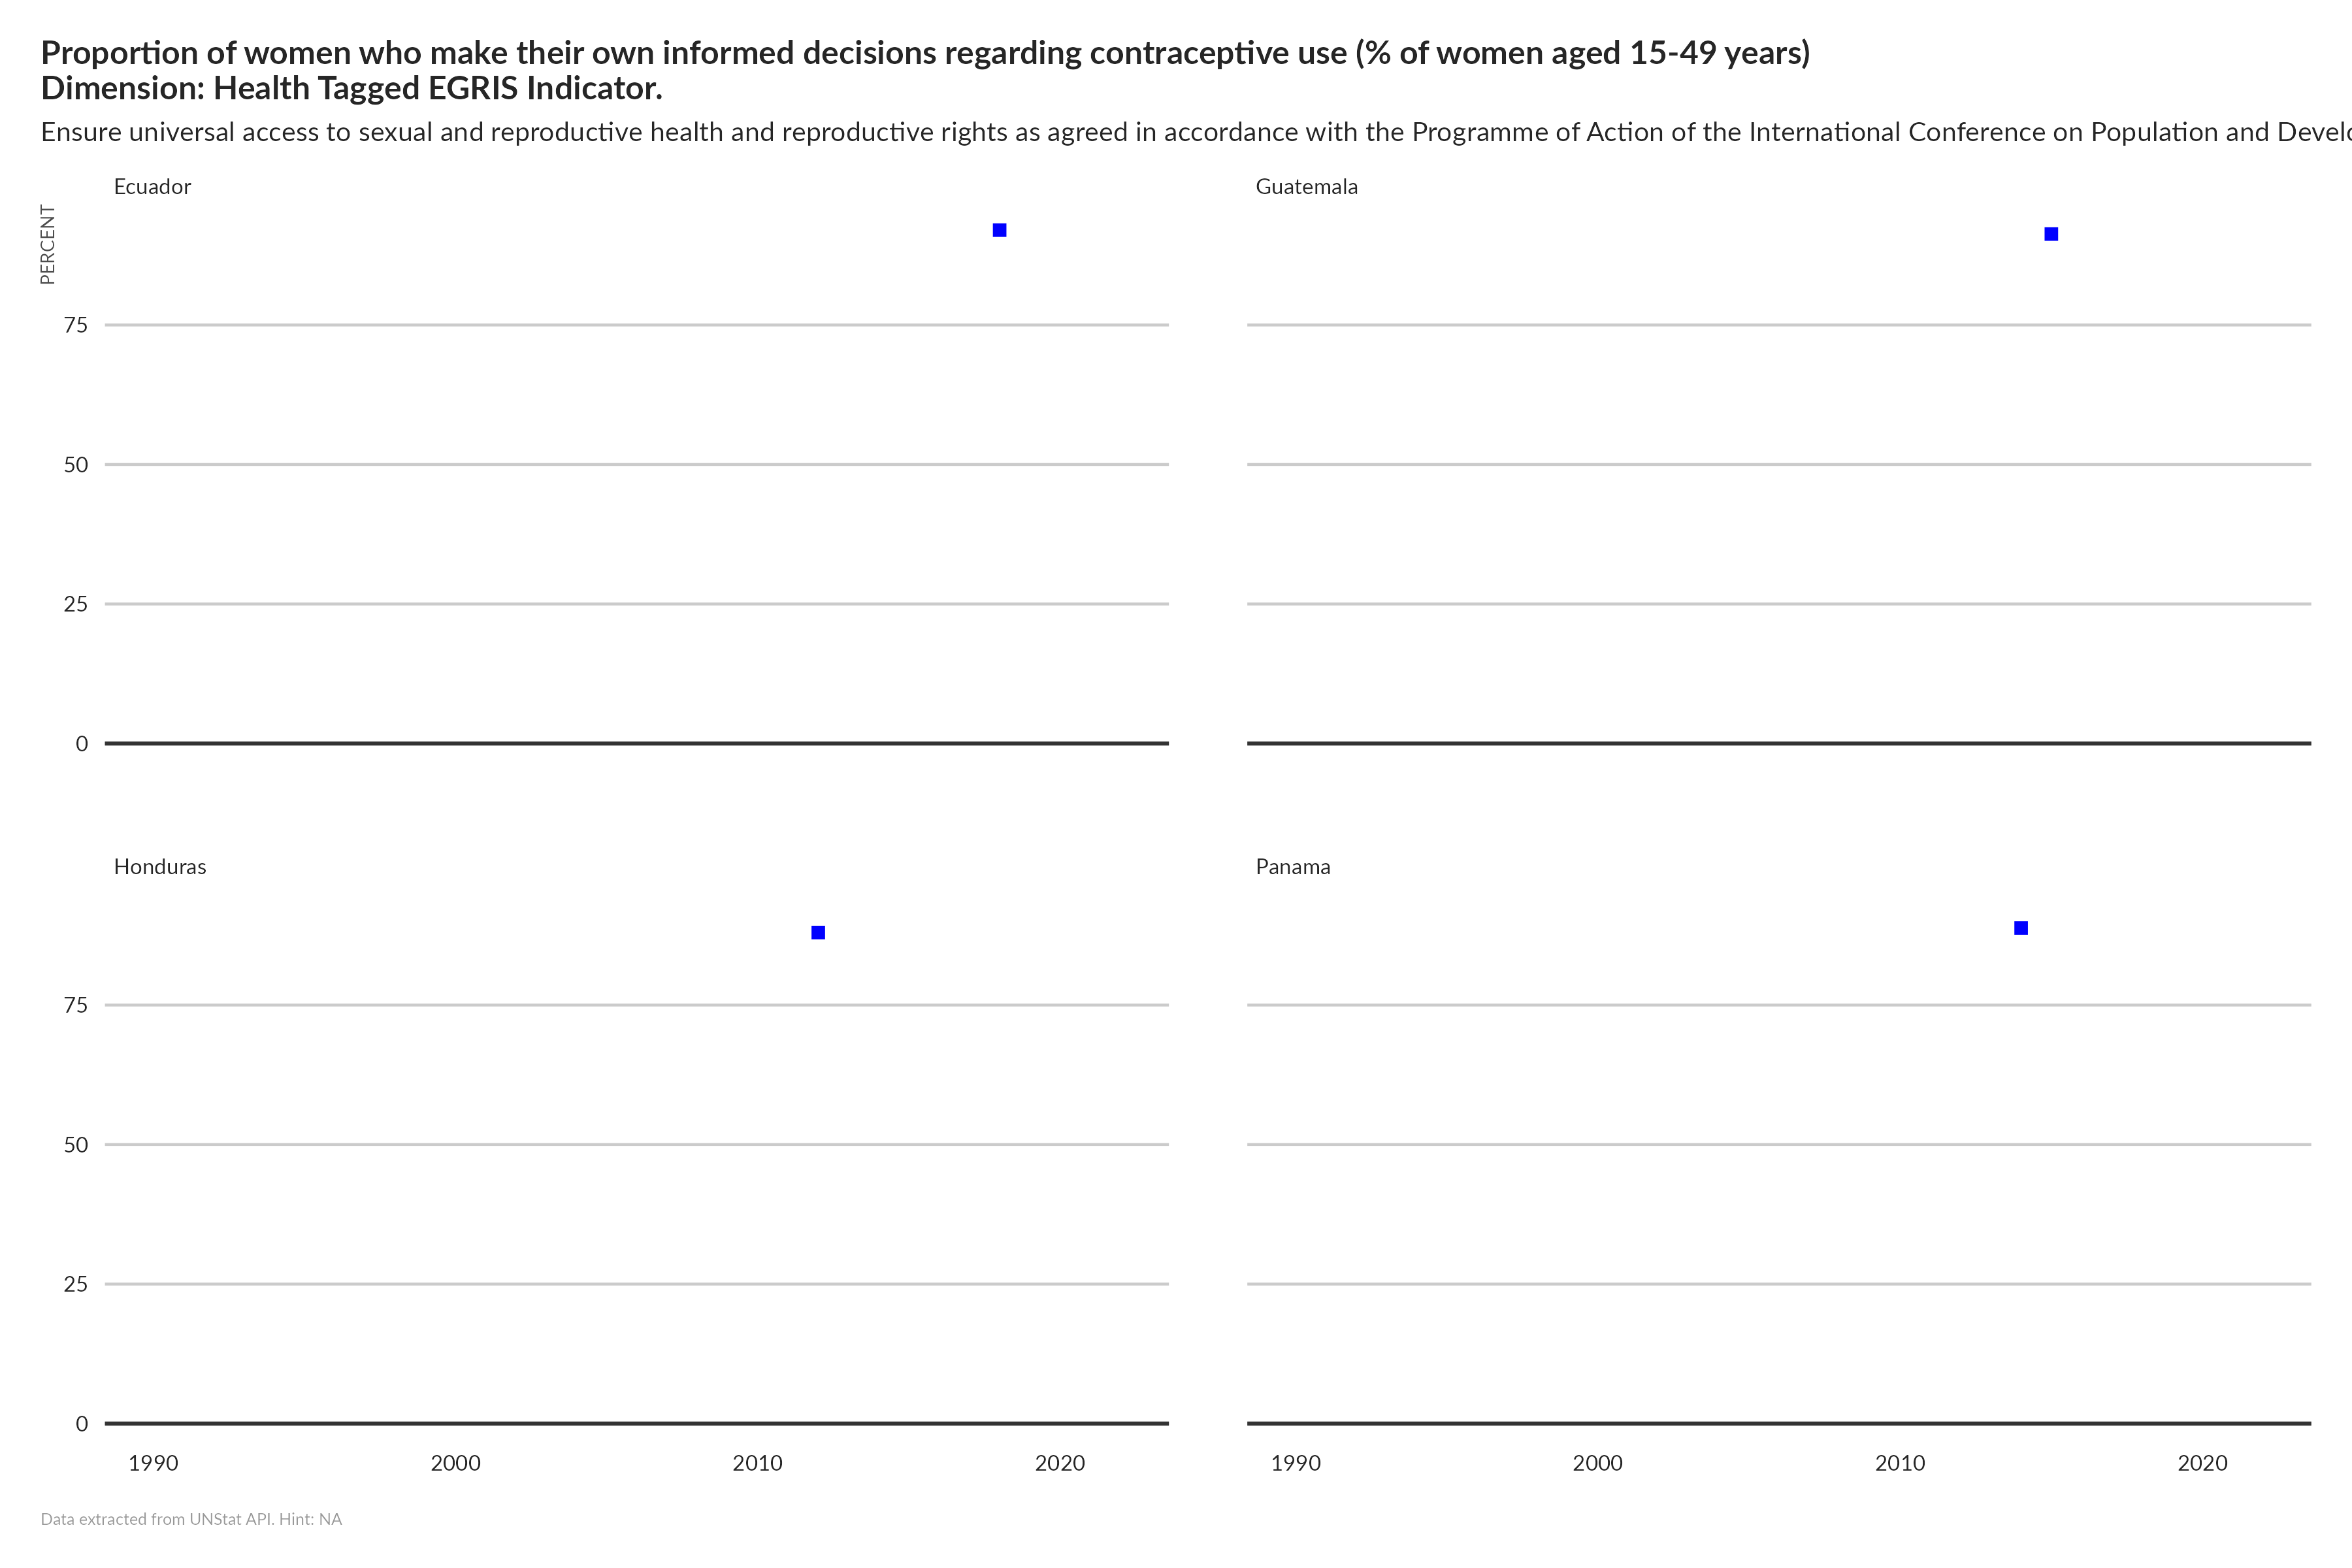 Proportion of women who make their own informed decisions regarding contraceptive use (% of women aged 15-49 years)
Dimension: Health Tagged EGRIS Indicator.
Ensure universal access to sexual and reproductive health and reproductive rights as agreed in accordance with the Programme of Action of the International Conference on Population and
Ecuador
Guatemala
PERCENT
75
50
25
0
Honduras
Panama
75
50
25
0
1990
2000
2010
2020
1990
2000
2010
2020
Data extracted from UNStat API. Hint: NA